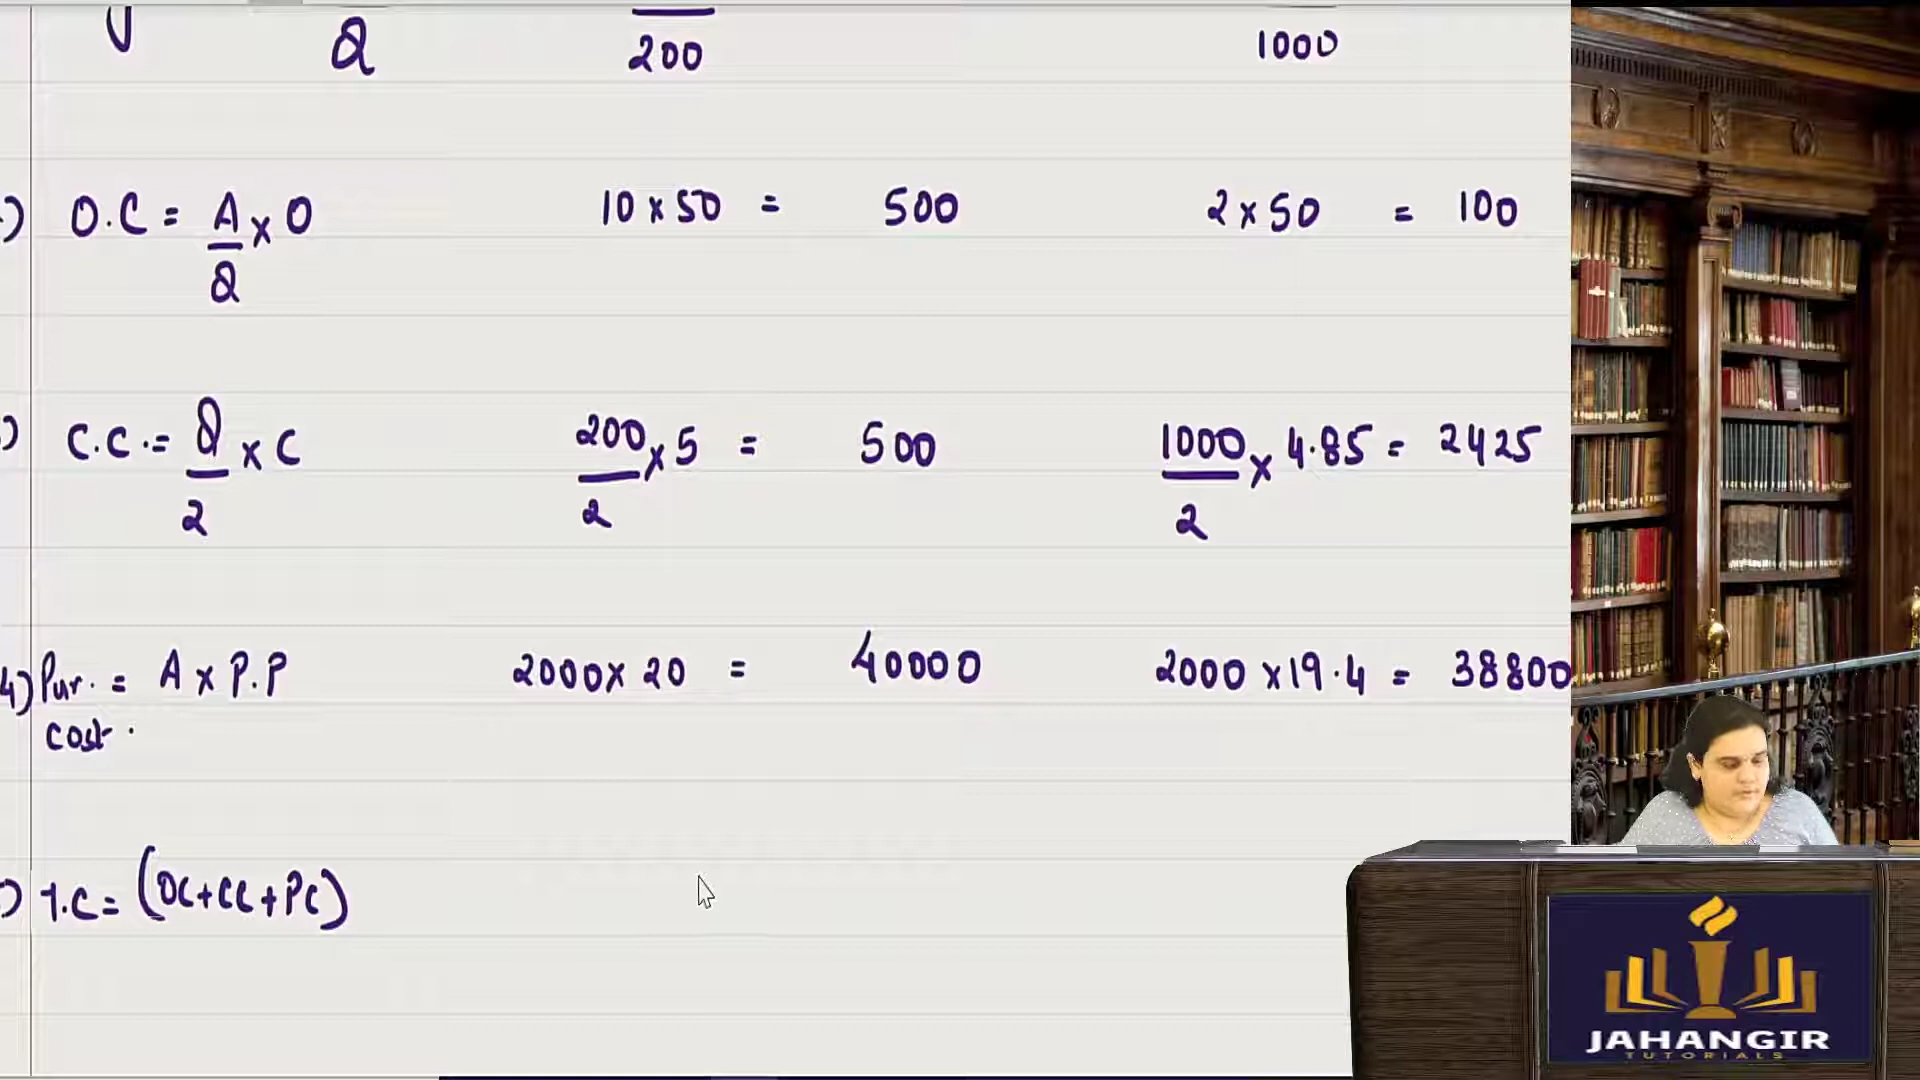 Q 200 1000
) O.C = A/Q x O 10 x 50 = 500 2 x 50 = 100
) C.C. = Q/2 x C 200/2 x 5 = 500 1000/2 x 4.85 = 2425
4) Pur. = A x P.P 2000 x 20 = 40000 2000 x 19.4 = 38800
cost.
) T.C = (OC+CC+PC)
JAHANGIR
TUTORIALS